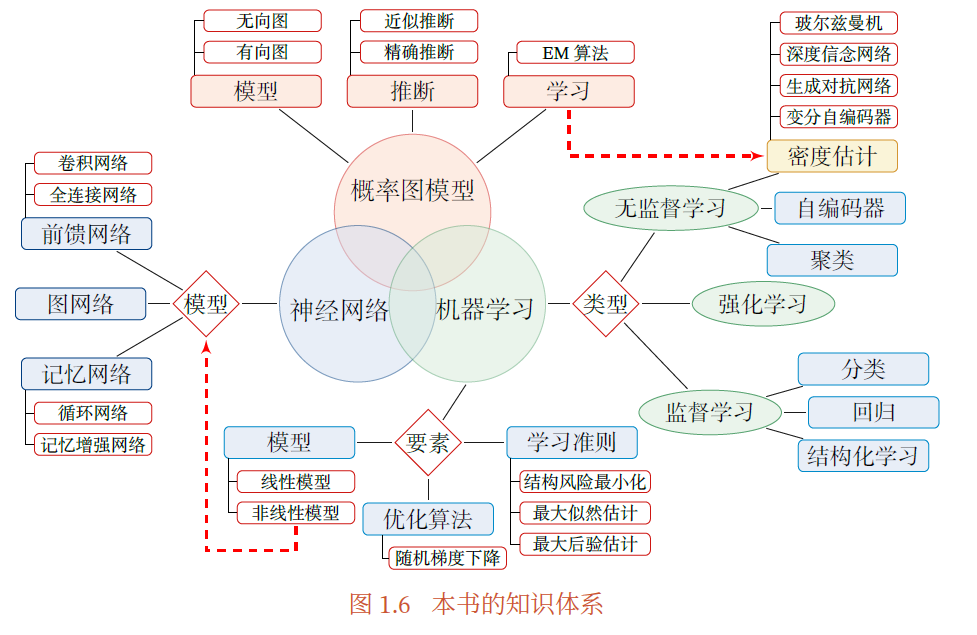 无向图
有向图
模型
近似推断
精确推断
推断
EM 算法
学习
玻尔兹曼机
深度信念网络
生成对抗网络
变分自编码器
密度估计
卷积网络
全连接网络
前馈网络
图网络
记忆网络
循环网络
记忆增强网络
模型
概率图模型
神经网络
机器学习
类型
无监督学习
自编码器
聚类
强化学习
监督学习
分类
回归
结构化学习
要素
模型
线性模型
非线性模型
优化算法
随机梯度下降
学习准则
结构风险最小化
最大似然估计
最大后验估计
图 1.6 本书的知识体系